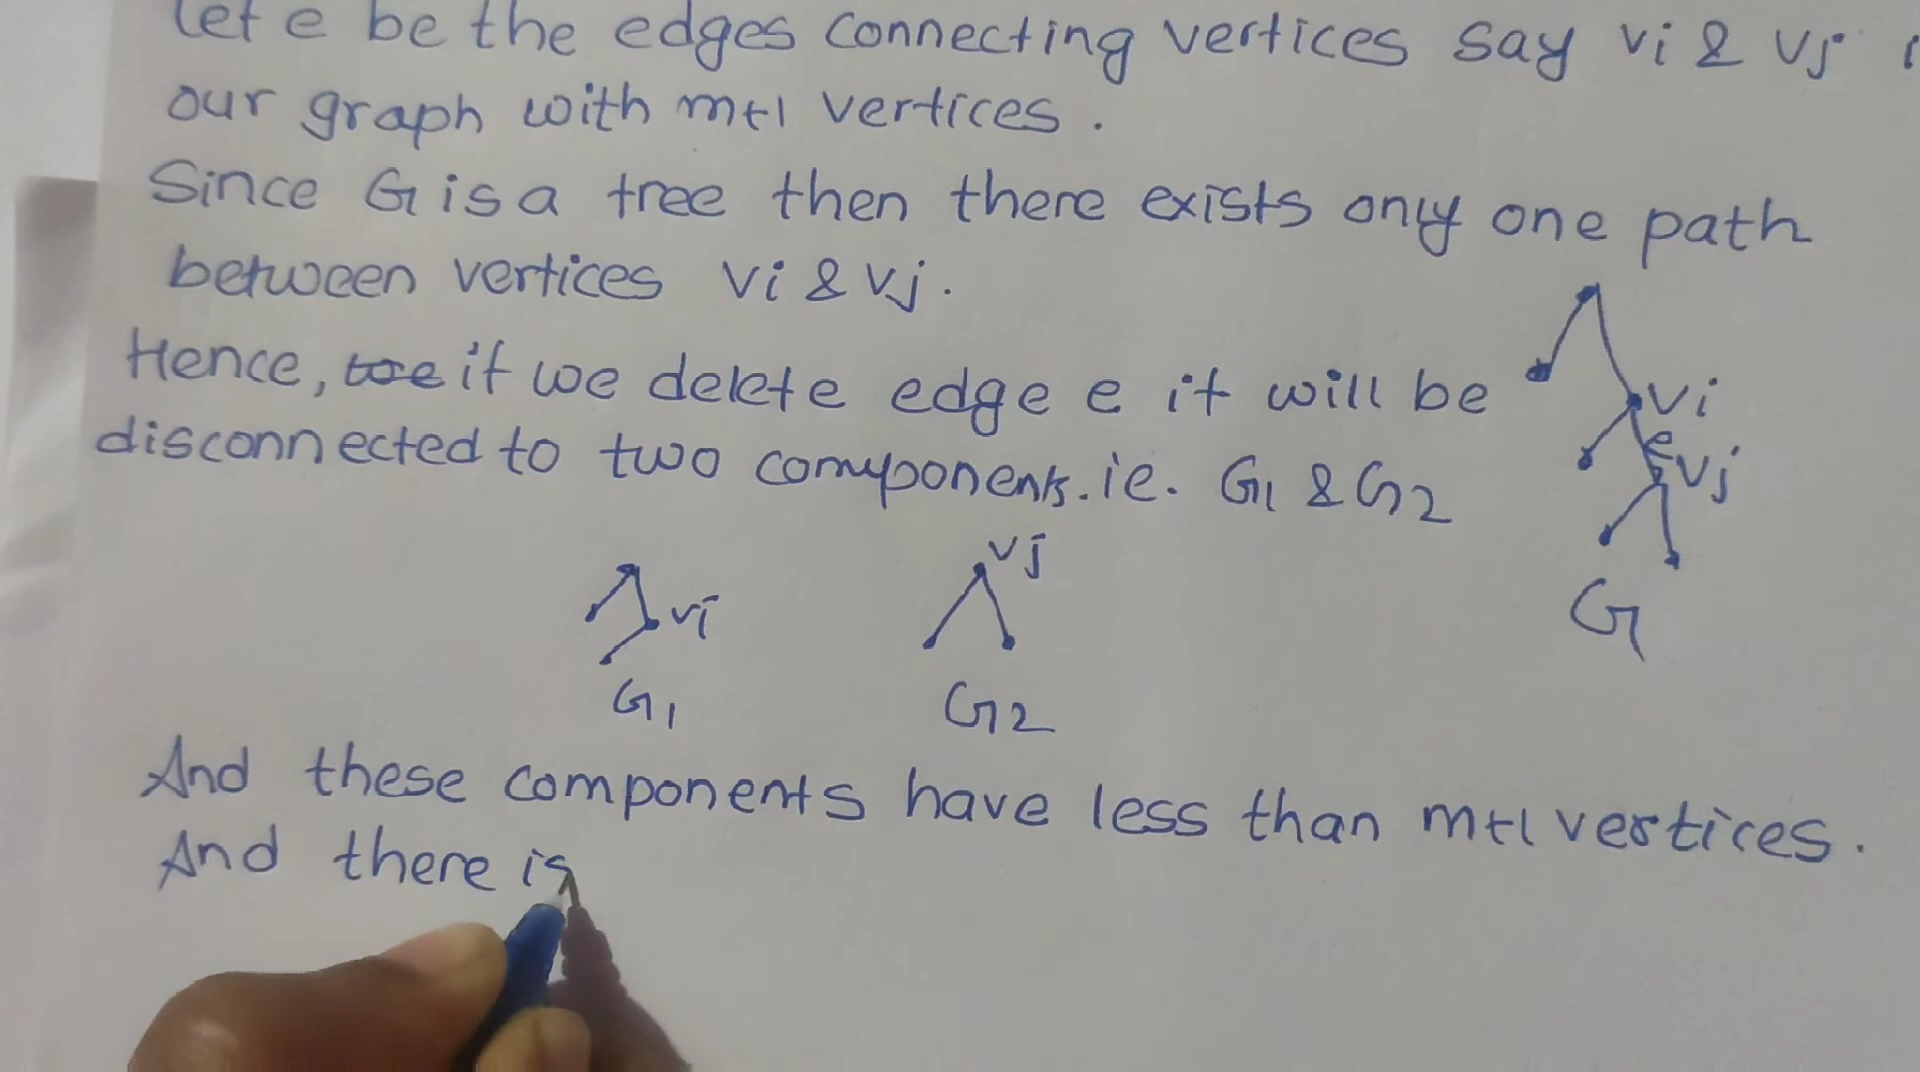 let e be the edges connecting vertices say vi & vj
our graph with m+1 vertices.
Since G is a tree then there exists only one path
between vertices vi & vj.
Hence, if we delete edge e it will be
disconnected to two components. ie. G1 & G2
vi
e
vj
G
vi
G1
vj
G2
And these components have less than m+1 vertices.
And there is